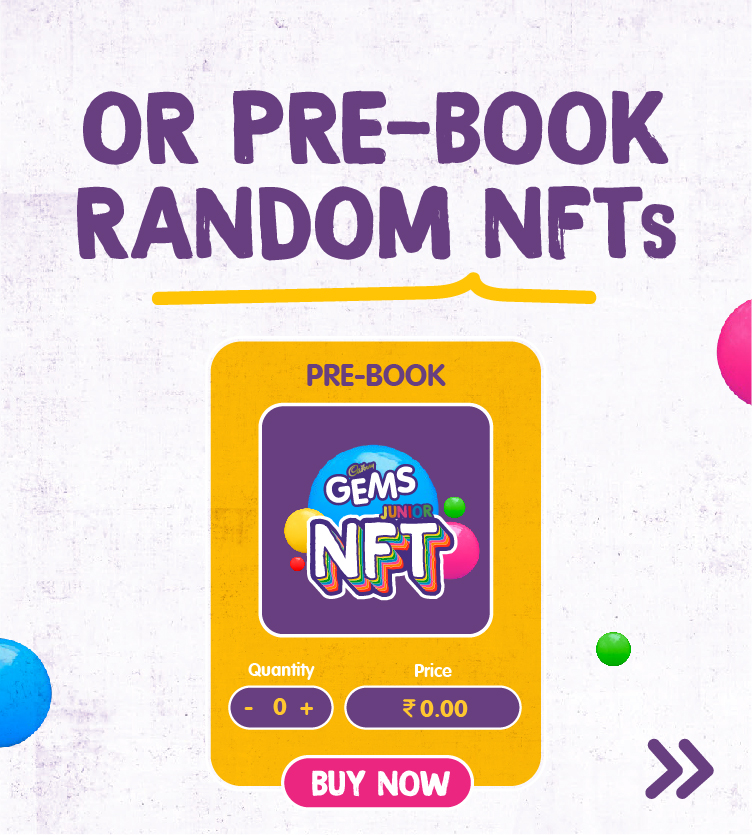 OR PRE-BOOK
RANDOM NFTs
PRE-BOOK
Cadbury
GEMS
JUNIOR
NFT
Quantity
Price
- 0 +
₹0.00
BUY NOW